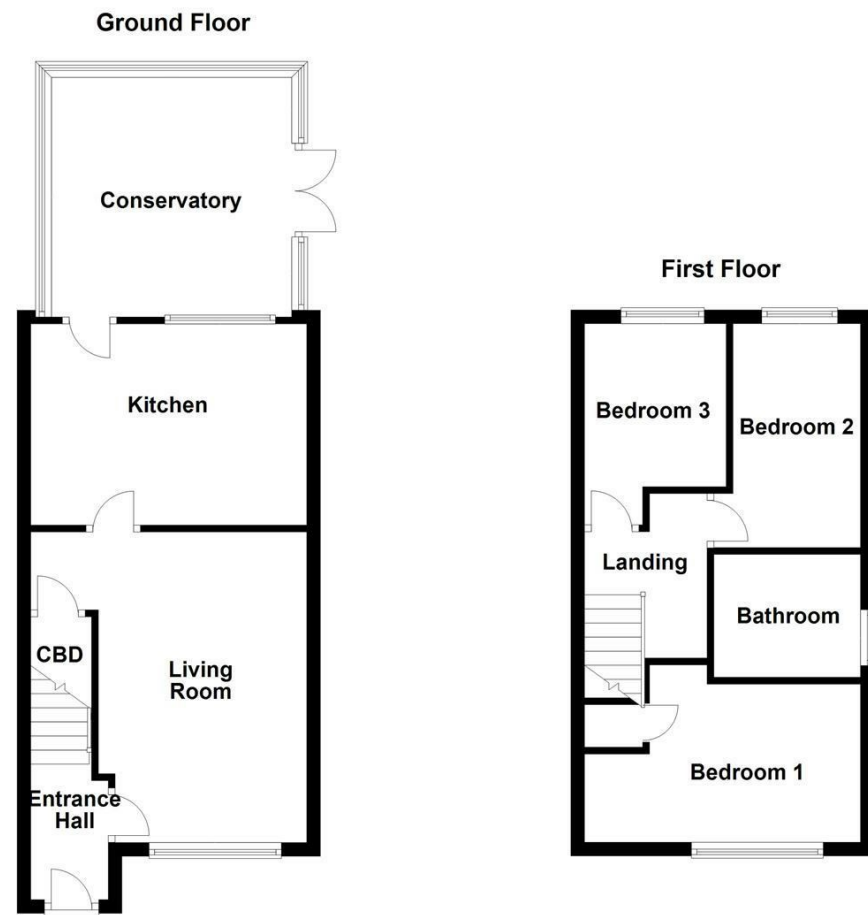 Ground Floor
Conservatory
Kitchen
CBD
Living
Room
Entrance
Hall
First Floor
Bedroom 3
Bedroom 2
Landing
Bathroom
Bedroom 1